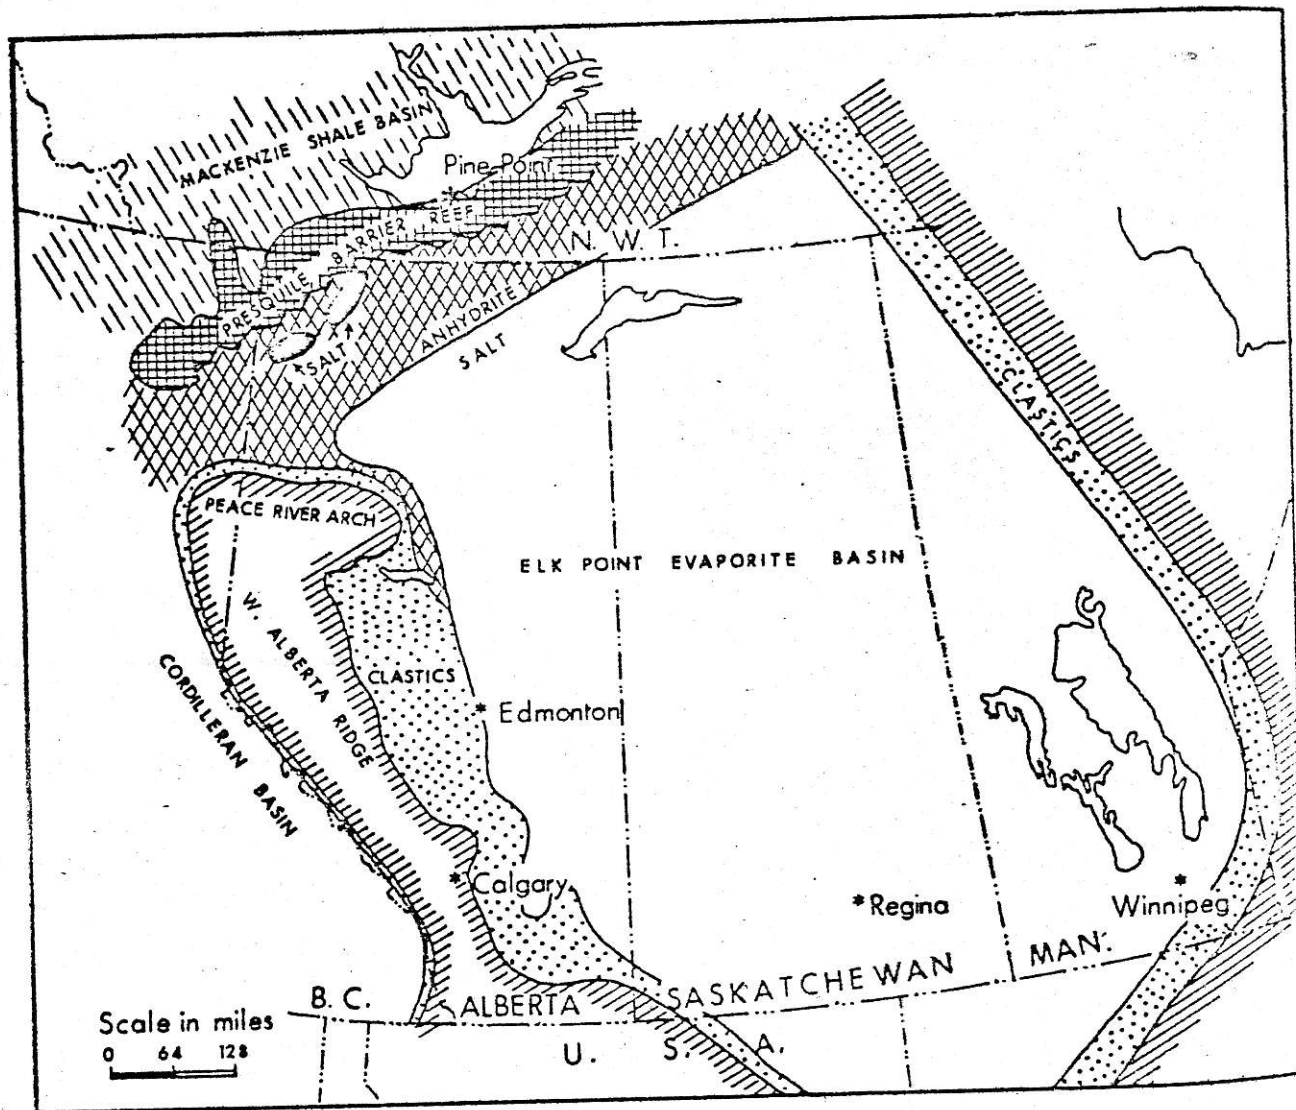 MACKENZIE SHALE BASIN
Pine Point
PRESQUILE BARRIER REEF
N. W. T.
ANHYDRITE
SALT
SALT
CLASTICS
PEACE RIVER ARCH
ELK POINT EVAPORITE BASIN
W. ALBERTA RIDGE
CLASTICS
CORDILLERAN BASIN
* Edmonton
* Calgary
* Regina
* Winnipeg
B.C.
ALBERTA
SASKATCHEWAN
MAN.
U. S. A.
Scale in miles
0 64 128